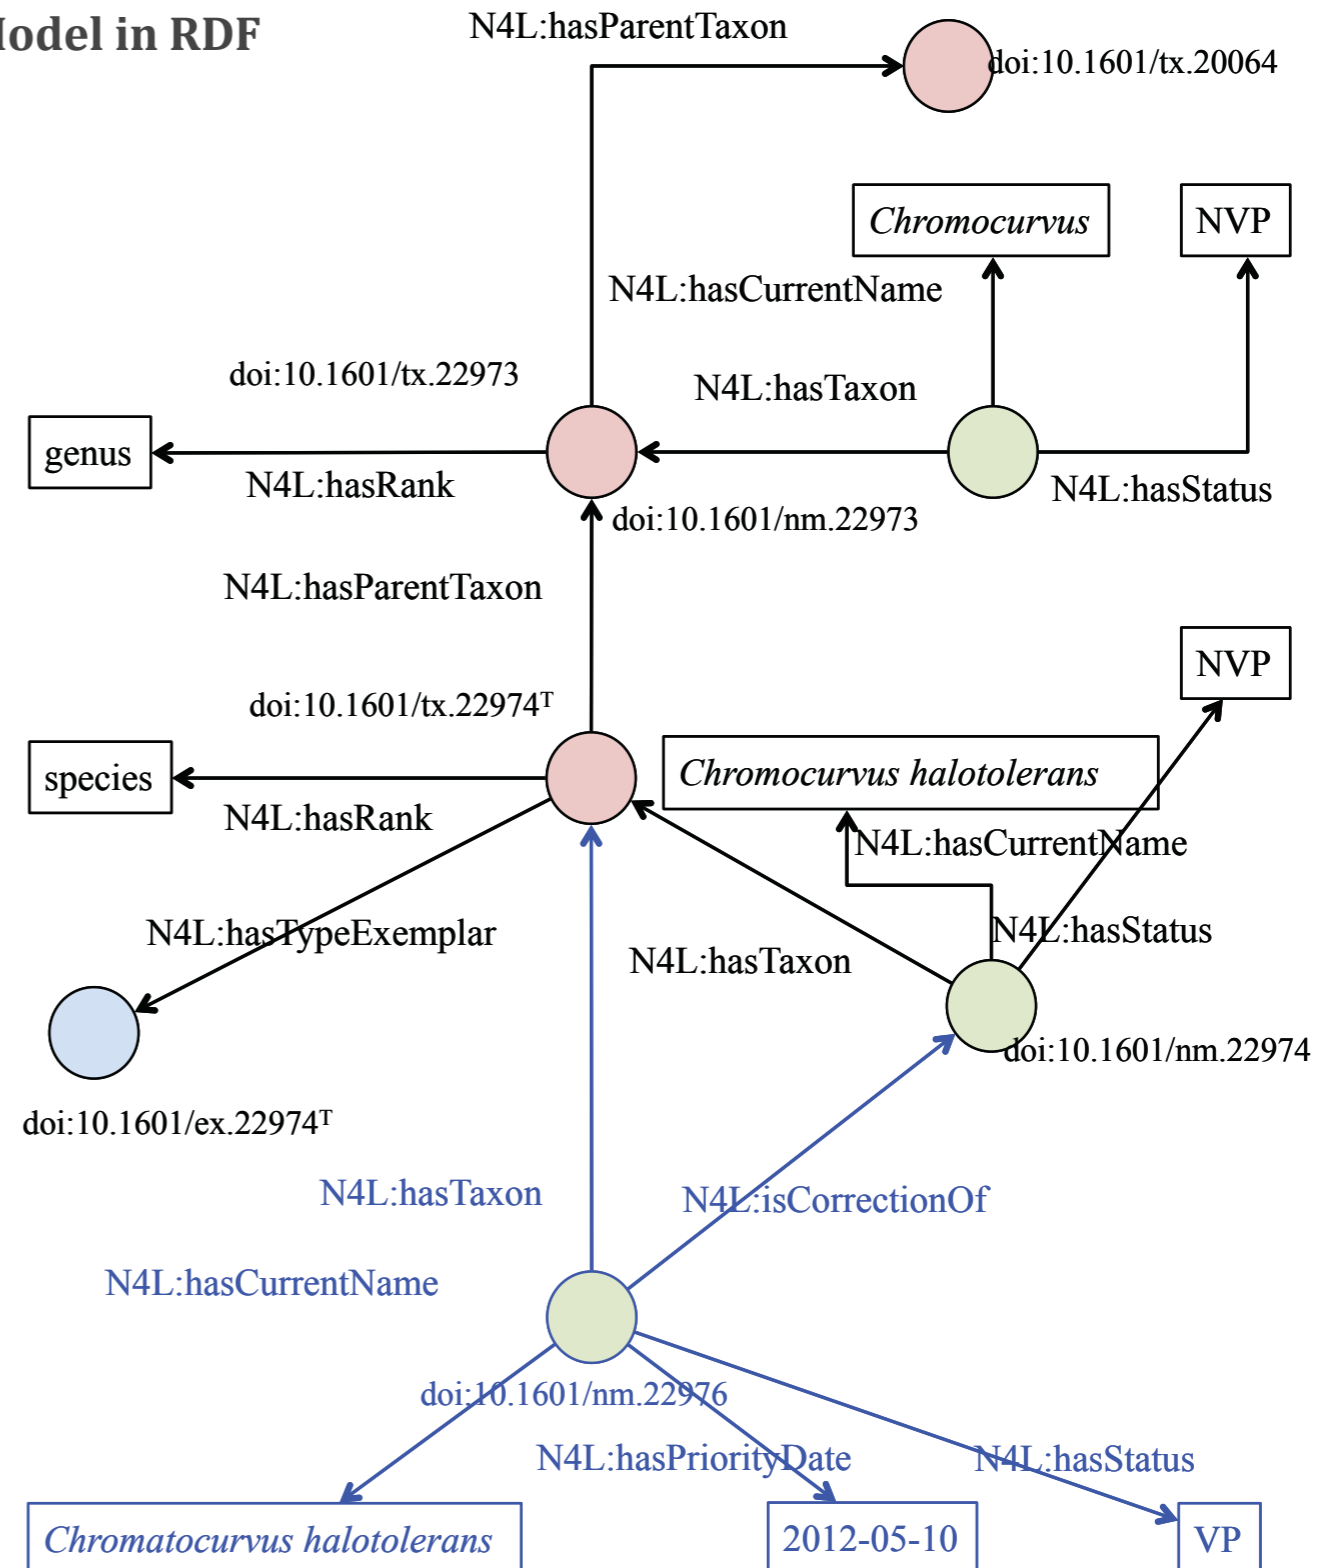 Model in RDF
N4L:hasParentTaxon
doi:10.1601/tx.20064
Chromocurvus
NVP
N4L:hasCurrentName
doi:10.1601/tx.22973
N4L:hasTaxon
genus
N4L:hasRank
N4L:hasStatus
doi:10.1601/nm.22973
N4L:hasParentTaxon
NVP
doi:10.1601/tx.22974ᵀ
species
Chromocurvus halotolerans
N4L:hasRank
N4L:hasCurrentName
N4L:hasTypeExemplar
N4L:hasTaxon
N4L:hasStatus
doi:10.1601/nm.22974
doi:10.1601/ex.22974ᵀ
N4L:hasTaxon
N4L:isCorrectionOf
N4L:hasCurrentName
doi:10.1601/nm.22976
N4L:hasPriorityDate
N4L:hasStatus
Chromatocurvus halotolerans
2012-05-10
VP